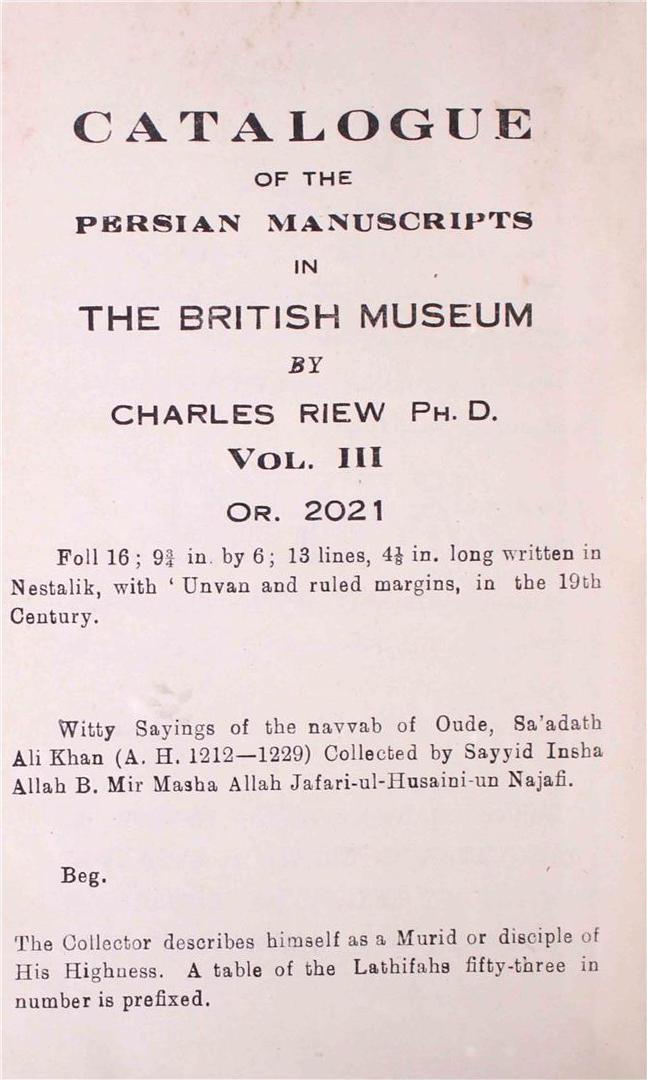 CATALOGUE
OF THE
PERSIAN MANUSCRIPTS
IN
THE BRITISH MUSEUM
BY
CHARLES RIEW PH. D.
VOL. III
OR. 2021
Foll 16 ; 9¾ in. by 6; 13 lines, 4⅛ in. long written in
Nestalik, with ‘ Unvan and ruled margins, in the 19th
Century.
Witty Sayings of the navvab of Oude, Sa'adath
Ali Khan (A. H. 1212—1229) Collected by Sayyid Insha
Allah B. Mir Masha Allah Jafari-ul-Husaini-un Najafi.
Beg.
The Collector describes himself as a Murid or disciple of
His Highness. A table of the Lathifahs fifty-three in
number is prefixed.